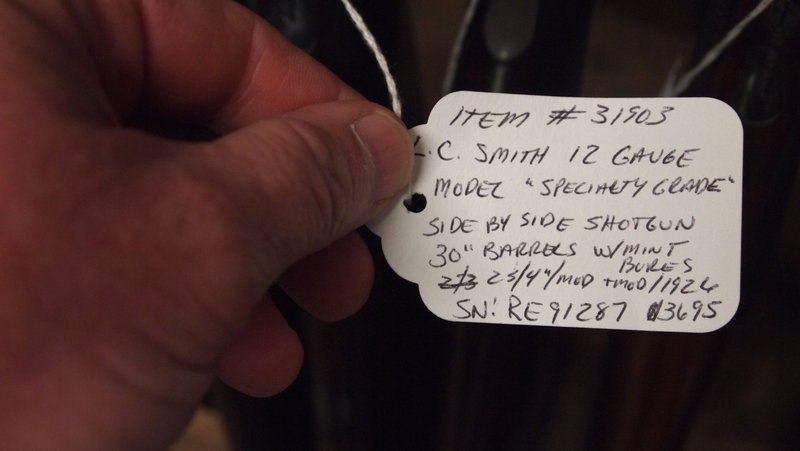 ITEM # 31903
L.C. SMITH 12 GAUGE
MODEL "SPECIALTY GRADE"
SIDE BY SIDE SHOTGUN
30" BARRELS W/MINT
BORES
2 3/4"/MOD +MOD/1926
SN: RE91287 $3695